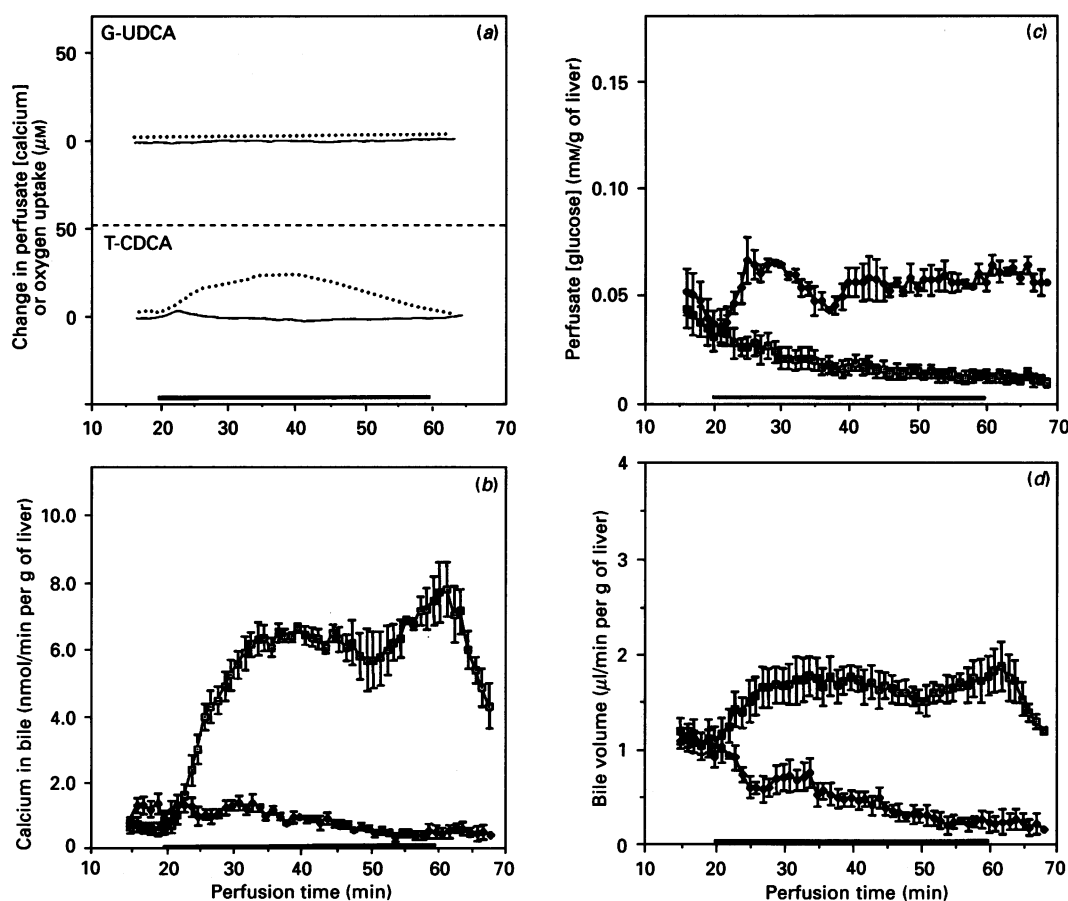 (a)
G-UDCA
T-CDCA
Change in perfusate [calcium]
or oxygen uptake (µM)
50
0
50
0
10 20 30 40 50 60 70
(c)
Perfusate [glucose] (mM/g of liver)
0.15
0.10
0.05
0
10 20 30 40 50 60 70
(b)
Calcium in bile (nmol/min per g of liver)
10.0
8.0
6.0
4.0
2.0
0
10 20 30 40 50 60 70
Perfusion time (min)
(d)
Bile volume (µl/min per g of liver)
4
3
2
1
0
10 20 30 40 50 60 70
Perfusion time (min)